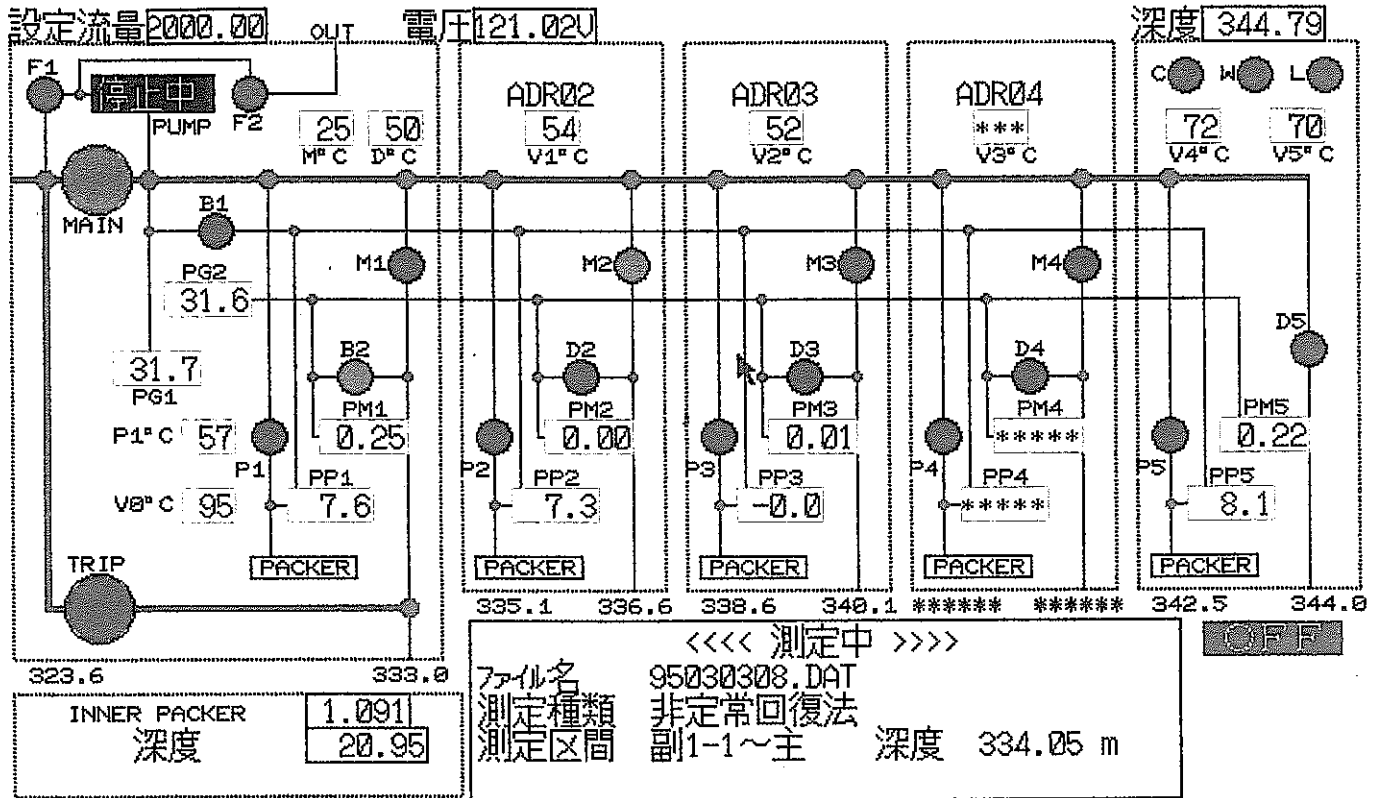 設定流量 2000.00 OUT 電圧 121.02V 深度 344.79
F1 停止中 PUMP F2
25 M°C 50 D°C
ADR02
54
V1°C
ADR03
52
V2°C
ADR04
***
V3°C
C W L
72 V4°C 70 V5°C
MAIN
B1
PG2
31.6
31.7
PG1
M1 M2 M3 M4
B2 D2 D3 D4 D5
PM1
0.25
PM2
0.00
PM3
0.01
PM4
*****
PM5
0.22
P1°C 57
P1 P2 P3 P4 P5
V0°C 95
PP1
7.6
PP2
7.3
PP3
-0.0
PP4
*****
PP5
8.1
PACKER PACKER PACKER PACKER PACKER
TRIP
335.1 336.6 338.6 340.1 ****** ****** 342.5 344.0
OFF
323.6 333.0
INNER PACKER 1.091
深度 20.95
<<<< 測定中 >>>>
ファイル名 95030308.DAT
測定種類 非定常回復法
測定区間 副1-1～主 深度 334.05 m